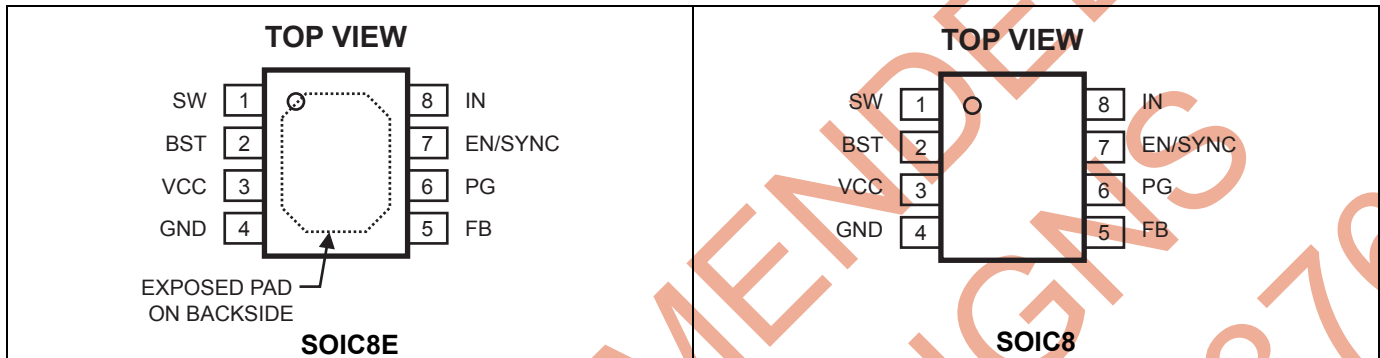 TOP VIEW
SW 1 8 IN
BST 2 7 EN/SYNC
VCC 3 6 PG
GND 4 5 FB
EXPOSED PAD
ON BACKSIDE
SOIC8E
TOP VIEW
SW 1 8 IN
BST 2 7 EN/SYNC
VCC 3 6 PG
GND 4 5 FB
SOIC8